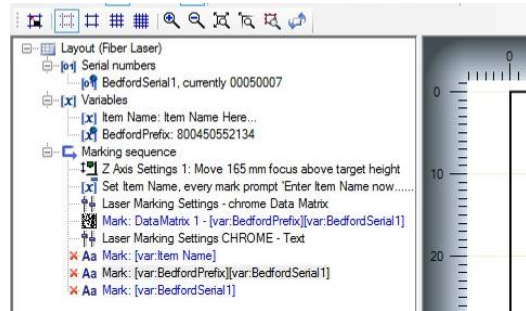 Layout (Fiber Laser)
Serial numbers
BedfordSerial1, currently 00050007
Variables
Item Name: Item Name Here...
BedfordPrefix: 800450552134
Marking sequence
Z Axis Settings 1: Move 165 mm focus above target height
Set Item Name, every mark prompt 'Enter Item Name now......
Laser Marking Settings - chrome Data Matrix
Mark: DataMatrix 1 - [var:BedfordPrefix][var:BedfordSerial1]
Laser Marking Settings CHROME - Text
Aa Mark: [var:Item Name]
Aa Mark: [var:BedfordPrefix][var:BedfordSerial1]
Aa Mark: [var:BedfordSerial1]
0
0
10
20